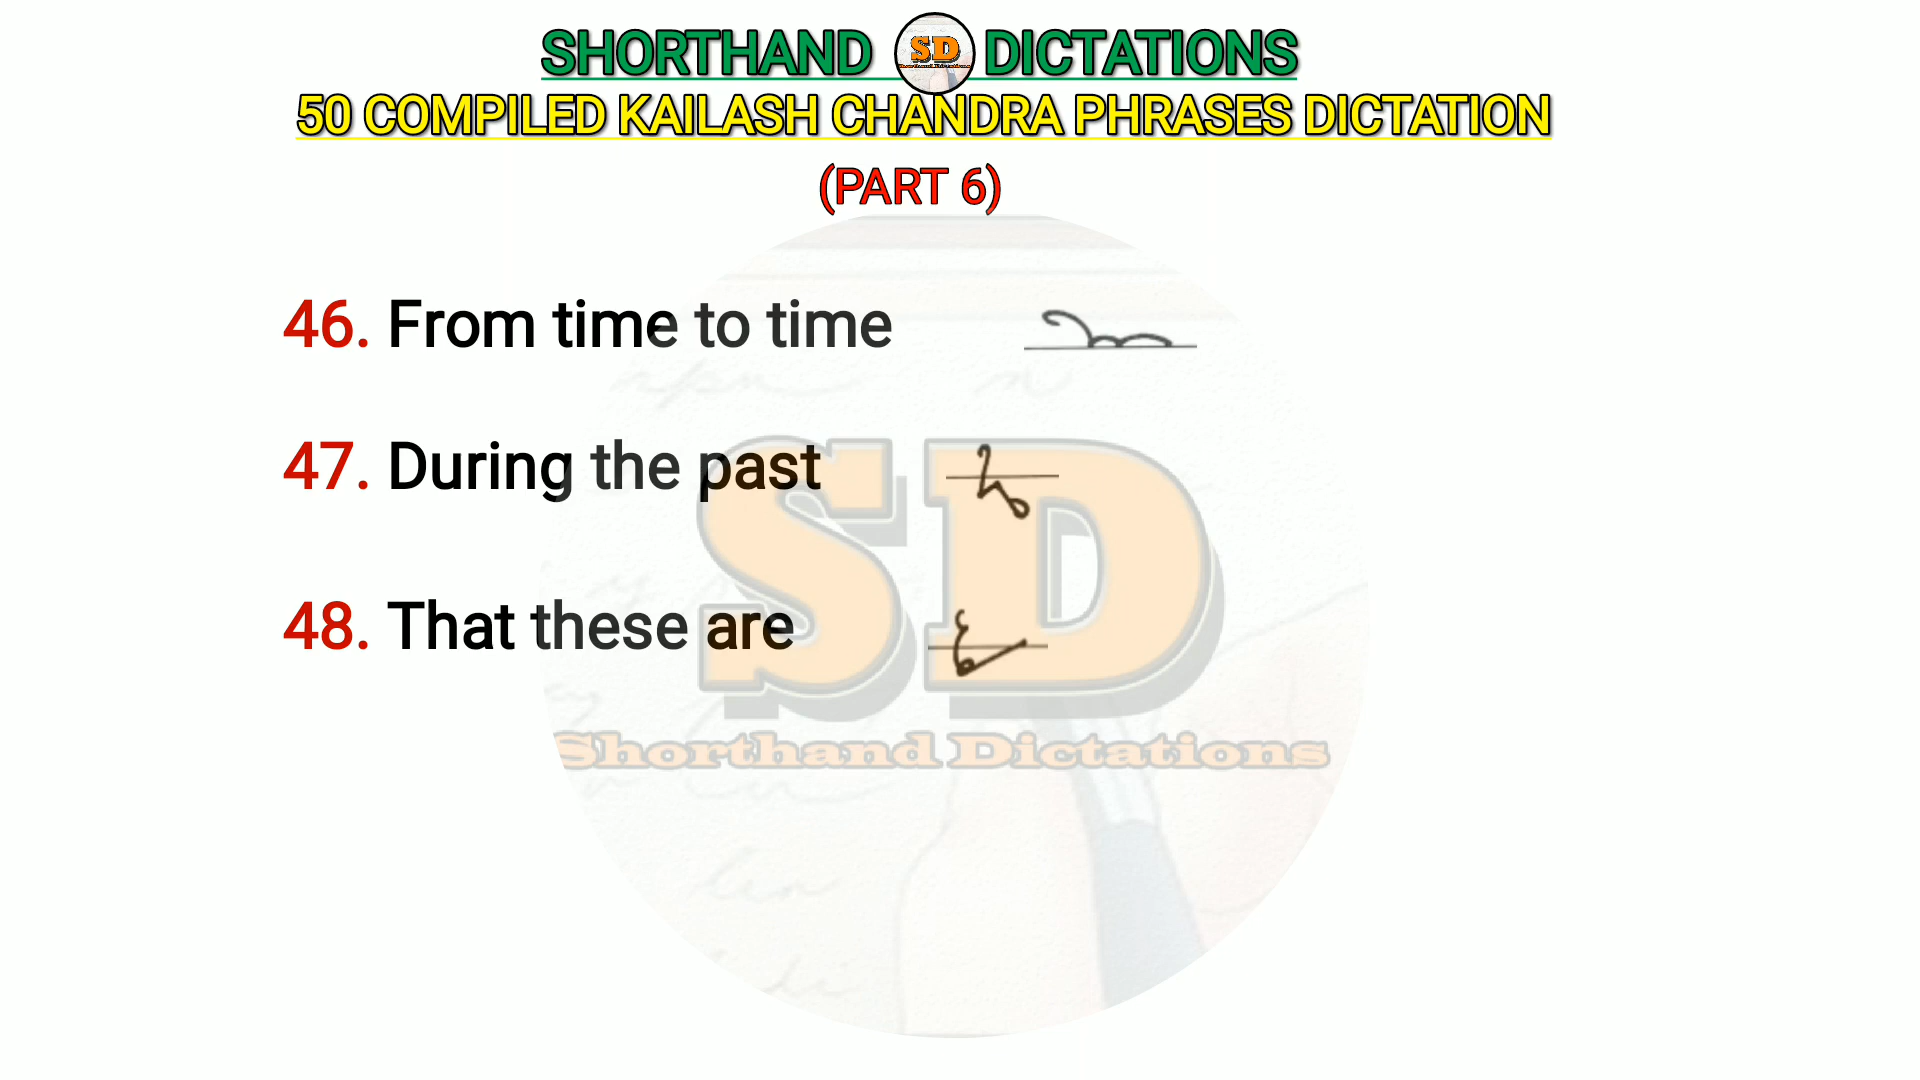 SHORTHAND SD DICTATIONS
50 COMPILED KAILASH CHANDRA PHRASES DICTATION
(PART 6)
46. From time to time
47. During the past
48. That these are
SD
Shorthand Dictations